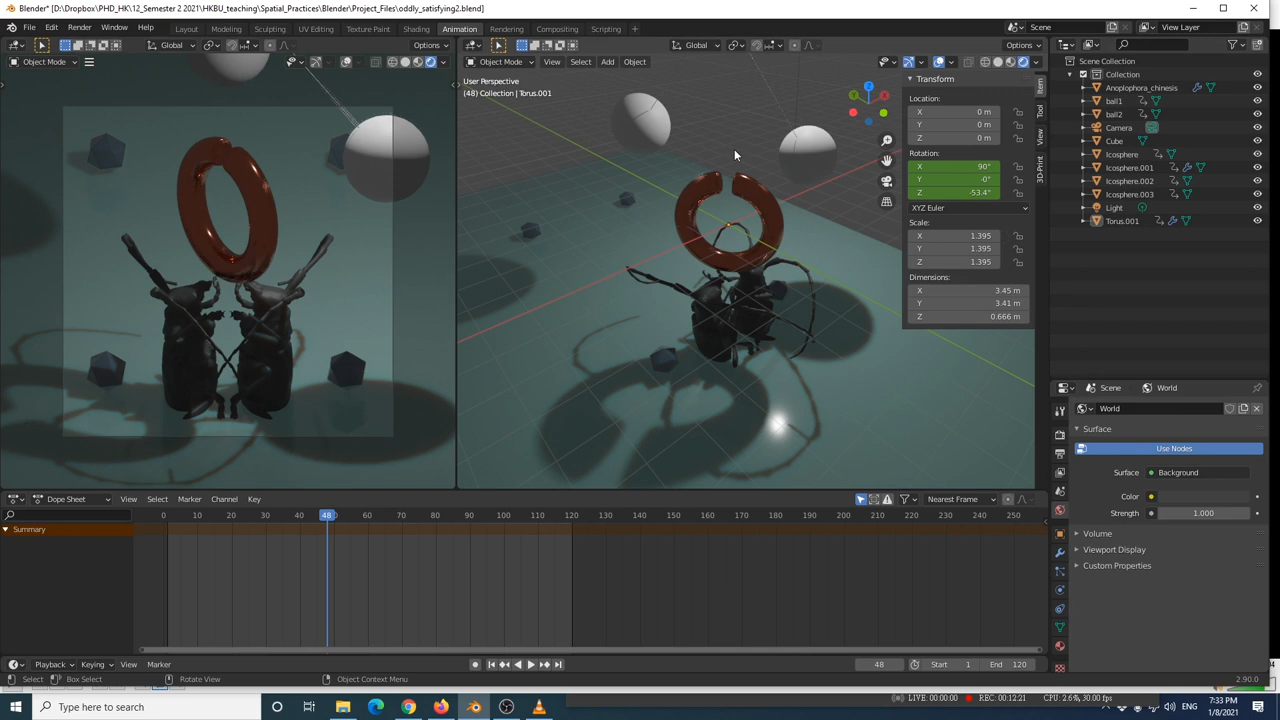 Blender* [D:\Dropbox\PHD_HK\12_Semester 2 2021\HKBU_teaching\Spatial_Practices\Blender\Project_Files\oddly_satisfying2.blend]
File Edit Render Window Help Layout Modeling Sculpting UV Editing Texture Paint Shading Animation Rendering Compositing Scripting + Scene View Layer
Global Options Global Options
Object Mode Object Mode View Select Add Object
User Perspective
(48) Collection | Torus.001
Transform
Location:
X 0 m
Y 0 m
Z 0 m
Rotation:
X 90°
Y -0°
Z -53.4°
XYZ Euler
Scale:
X 1.395
Y 1.395
Z 1.395
Dimensions:
X 3.45 m
Y 3.41 m
Z 0.666 m
Item
Tool
View
3D-Print
Z
Y
X
Scene Collection
Collection
Anoplophora_chinesis
ball1
ball2
Camera
Cube
Icosphere
Icosphere.001
Icosphere.002
Icosphere.003
Light
Torus.001
Scene World
World
Surface
Use Nodes
Surface Background
Color
Strength 1.000
Volume
Viewport Display
Custom Properties
Dope Sheet View Select Marker Channel Key Nearest Frame
0 10 20 30 40 48 60 70 80 90 100 110 120 130 140 150 160 170 180 190 200 210 220 230 240 250
Summary
Playback Keying View Marker 48 Start 1 End 120
Select Box Select Rotate View Object Context Menu 2.90.0
LIVE: 00:00:00 REC: 00:12:21 CPU: 2.6%, 30.00 fps
Type here to search
ENG
7:33 PM
1/8/2021